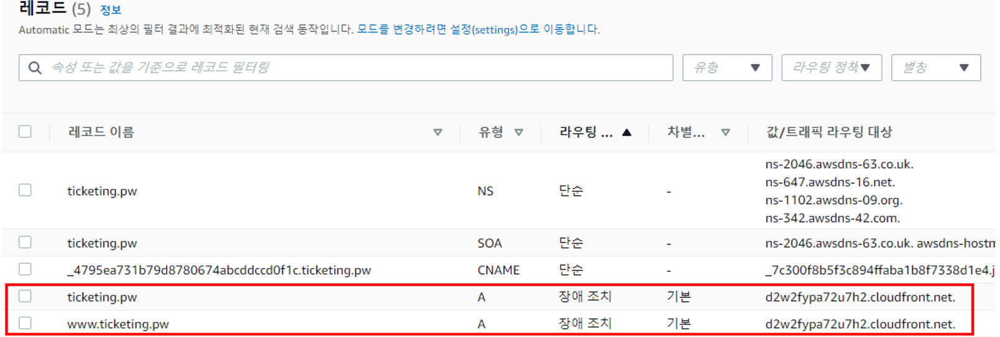 레코드 (5) 정보
Automatic 모드는 최상의 필터 결과에 최적화된 현재 검색 동작입니다. 모드를 변경하려면 설정(settings)으로 이동합니다.
속성 또는 값을 기준으로 레코드 필터링 유형 라우팅 정책 별칭
레코드 이름 유형 라우팅 ... 차별... 값/트래픽 라우팅 대상
ns-2046.awsdns-63.co.uk.
ns-647.awsdns-16.net.
ticketing.pw NS 단순 -
ns-1102.awsdns-09.org.
ns-342.awsdns-42.com.
ticketing.pw SOA 단순 - ns-2046.awsdns-63.co.uk. awsdns-hostm
_4795ea731b79d8780674abcddccd0f1c.ticketing.pw CNAME 단순 - _7c300f8b5f3c894ffaba1b8f7338d1e4.j
ticketing.pw A 장애 조치 기본 d2w2fypa72u7h2.cloudfront.net.
www.ticketing.pw A 장애 조치 기본 d2w2fypa72u7h2.cloudfront.net.